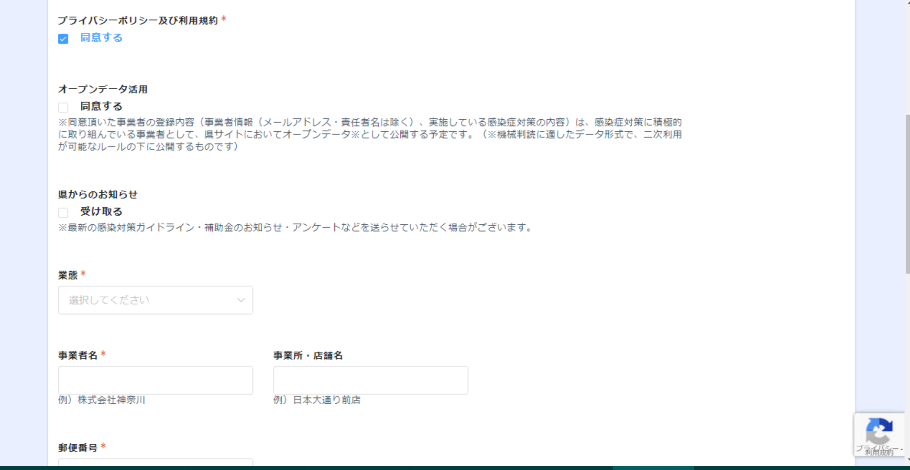 プライバシーポリシー及び利用規約 *
同意する
オープンデータ活用
同意する
※同意頂いた事業者の登録内容（事業者情報（メールアドレス・責任者名は除く）、実施している感染症対策の内容）は、感染症対策に積極的
に取り組んでいる事業者として、県サイトにおいてオープンデータ※として公開する予定です。（※機械判読に適したデータ形式で、二次利用
が可能なルールの下に公開するものです）
県からのお知らせ
受け取る
※最新の感染対策ガイドライン・補助金のお知らせ・アンケートなどを送らせていただく場合がございます。
業態 *
選択してください
事業者名 * 事業所・店舗名
例）株式会社神奈川 例）日本大通り前店
郵便番号 *
プライバシー -
利用規約